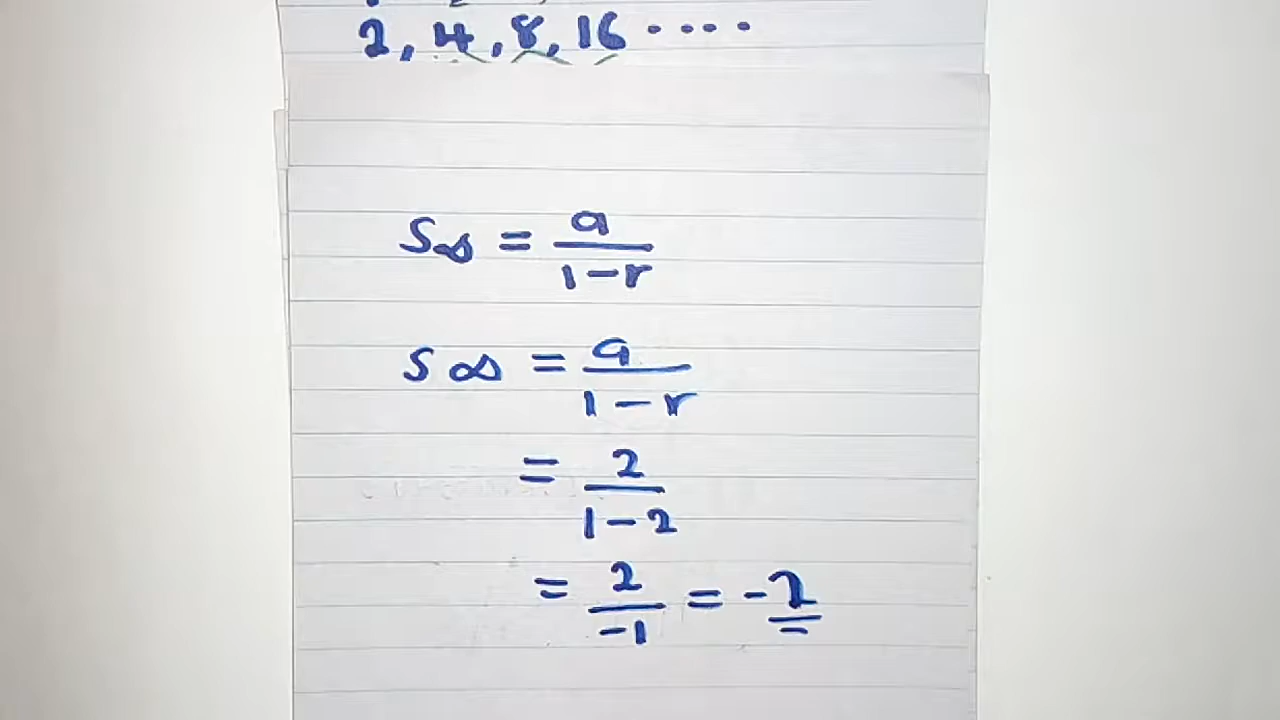 2, 4, 8, 16 ....
S∞ = a/1-r
S∞ = a/1-r
= 2/1-2
= 2/-1 = -2